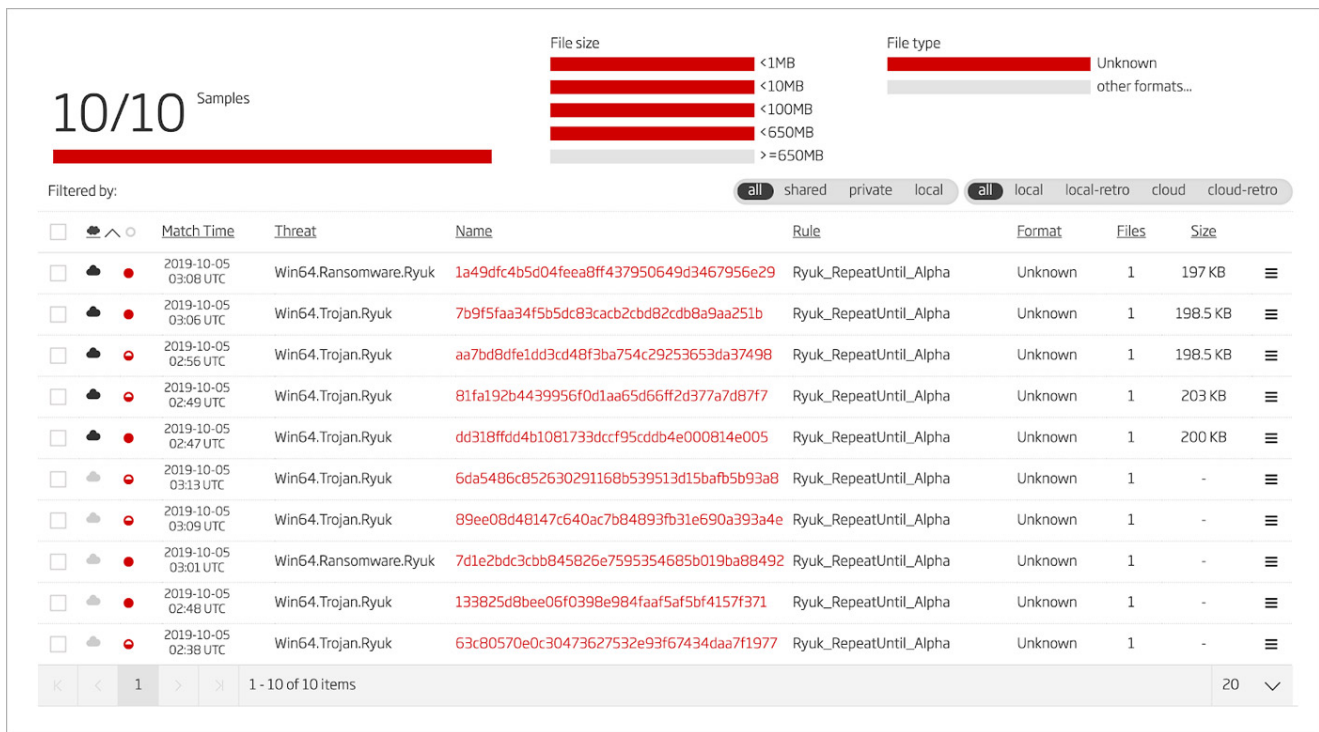 File size
<1MB
<10MB
<100MB
<650MB
>=650MB
File type
Unknown
other formats...
10/10 Samples
Filtered by:
all shared private local
all local local-retro cloud cloud-retro
Match Time Threat Name Rule Format Files Size
2019-10-05 03:08 UTC Win64.Ransomware.Ryuk 1a49dfc4b5d04feea8ff437950649d3467956e29 Ryuk_RepeatUntil_Alpha Unknown 1 197 KB
2019-10-05 03:06 UTC Win64.Trojan.Ryuk 7b9f5faa34f5b5dc83cacb2cbd82cdb8a9aa251b Ryuk_RepeatUntil_Alpha Unknown 1 198.5 KB
2019-10-05 02:56 UTC Win64.Trojan.Ryuk aa7bd8dfe1dd3cd48f3ba754c29253653da37498 Ryuk_RepeatUntil_Alpha Unknown 1 198.5 KB
2019-10-05 02:49 UTC Win64.Trojan.Ryuk 81fa192b4439956f0d1aa65d66ff2d377a7d87f7 Ryuk_RepeatUntil_Alpha Unknown 1 203 KB
2019-10-05 02:47 UTC Win64.Trojan.Ryuk dd318ffdd4b1081733dccf95cddb4e000814e005 Ryuk_RepeatUntil_Alpha Unknown 1 200 KB
2019-10-05 03:13 UTC Win64.Trojan.Ryuk 6da5486c852630291168b539513d15bafb5b93a8 Ryuk_RepeatUntil_Alpha Unknown 1 -
2019-10-05 03:09 UTC Win64.Trojan.Ryuk 89ee08d48147c640ac7b84893fb31e690a393a4e Ryuk_RepeatUntil_Alpha Unknown 1 -
2019-10-05 03:01 UTC Win64.Ransomware.Ryuk 7d1e2bdc3cbb845826e7595354685b019ba88492 Ryuk_RepeatUntil_Alpha Unknown 1 -
2019-10-05 02:48 UTC Win64.Trojan.Ryuk 133825d8bee06f0398e984faaf5af5bf4157f371 Ryuk_RepeatUntil_Alpha Unknown 1 -
2019-10-05 02:38 UTC Win64.Trojan.Ryuk 63c80570e0c30473627532e93f67434daa7f1977 Ryuk_RepeatUntil_Alpha Unknown 1 -
1 1 - 10 of 10 items 20